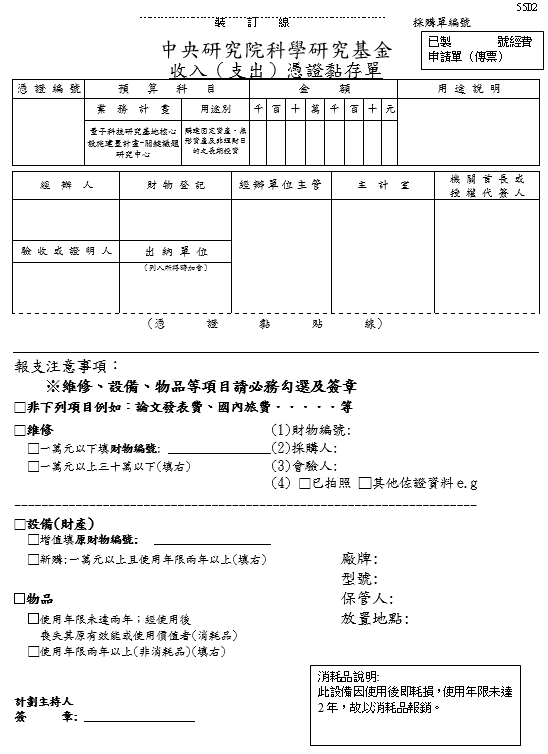 55D2
裝 訂 線
採購單編號
中央研究院科學研究基金
收入（支出）憑證黏存單
已製 號經費
申請單（傳票）
憑證編號 預算科目 金額 用途說明
業務計畫 用途別 千 百 十 萬 千 百 十 元
量子科技研究基地核心
設施建置計畫-關鍵議題
研究中心
購建固定資產、無
形資產及非理財目
的之長期投資
經辦人 財物登記 經辦單位主管 主計室 機關首長或
授權代簽人
驗收或證明人 出納單位
(列入所得時加會)
(憑 證 黏 貼 線)
報支注意事項：
※維修、設備、物品等項目請必務勾選及簽章
□非下列項目例如：論文發表費、國內旅費‧‧‧‧‧等
□維修 (1)財物編號:
□一萬元以下填財物編號: (2)採購人:
□一萬元以上三十萬以下(填右) (3)會驗人:
(4) □已拍照 □其他佐證資料e.g
□設備(財產)
□增值填原財物編號:
□新購:一萬元以上且使用年限兩年以上(填右)
廠牌:
型號:
保管人:
放置地點:
□物品
□使用年限未達兩年；經使用後
喪失其原有效能或使用價值者(消耗品)
□使用年限兩年以上(非消耗品)(填右)
消耗品說明:
此設備因使用後即耗損，使用年限未達
2年，故以消耗品報銷。
計劃主持人
簽 章: